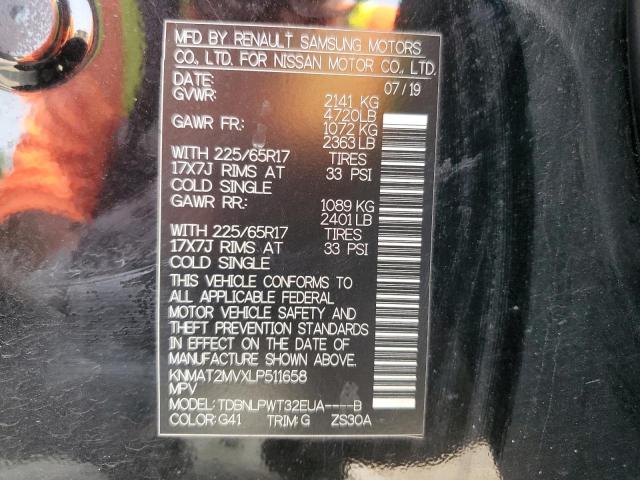 MFD BY RENAULT SAMSUNG MOTORS
CO., LTD. FOR NISSAN MOTOR CO., LTD.
DATE: 07/19
GVWR: 2141 KG
4720LB
GAWR FR: 1072 KG
2363 LB
WITH 225/65R17 TIRES
17X7J RIMS AT 33 PSI
COLD SINGLE
GAWR RR: 1089 KG
2401 LB
WITH 225/65R17 TIRES
17X7J RIMS AT 33 PSI
COLD SINGLE
THIS VEHICLE CONFORMS TO
ALL APPLICABLE FEDERAL
MOTOR VEHICLE SAFETY AND
THEFT PREVENTION STANDARDS
IN EFFECT ON THE DATE OF
MANUFACTURE SHOWN ABOVE.
KNMAT2MVXLP511658
MPV
MODEL: TDBNLPWT32EUA----B
COLOR: G41 TRIM: G ZS30A